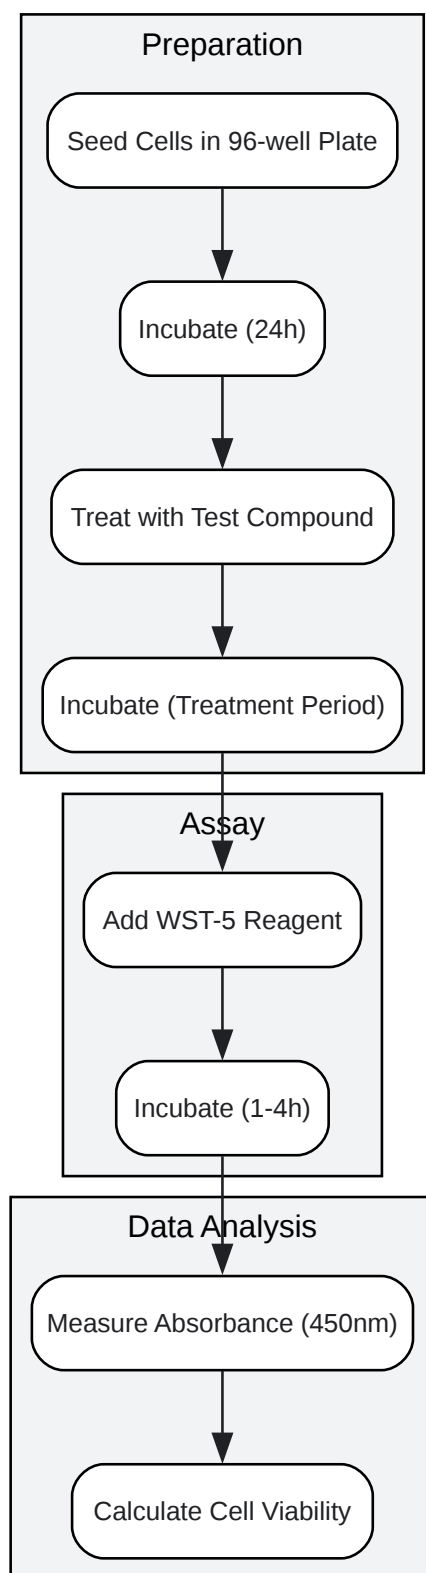 Preparation
Seed Cells in 96-well Plate
Incubate (24h)
Treat with Test Compound
Incubate (Treatment Period)
Assay
Add WST-5 Reagent
Incubate (1-4h)
Data Analysis
Measure Absorbance (450nm)
Calculate Cell Viability